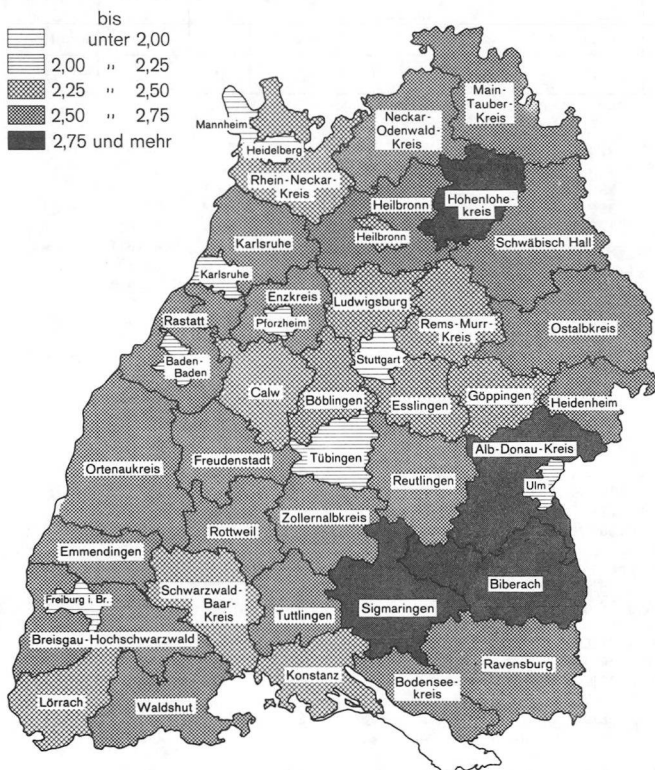 bis
unter 2,00
2,00 " 2,25
2,25 " 2,50
2,50 " 2,75
2,75 und mehr
Main-
Tauber-
Kreis
Neckar-
Odenwald-
Kreis
Mannheim
Heidelberg
Rhein-Neckar-
Kreis
Hohenlohe-
kreis
Heilbronn
Heilbronn
Schwäbisch Hall
Karlsruhe
Karlsruhe
Enzkreis
Pforzheim
Ludwigsburg
Rems-Murr-
Kreis
Ostalbkreis
Rastatt
Baden-
Baden
Stuttgart
Calw
Böblingen
Esslingen
Göppingen
Heidenheim
Alb-Donau-Kreis
Ulm
Ortenaukreis
Freudenstadt
Tübingen
Reutlingen
Rottweil
Zollernalbkreis
Emmendingen
Schwarzwald-
Baar-
Kreis
Freiburg i. Br.
Breisgau-Hochschwarzwald
Tuttlingen
Sigmaringen
Biberach
Ravensburg
Konstanz
Bodensee-
kreis
Lörrach
Waldshut